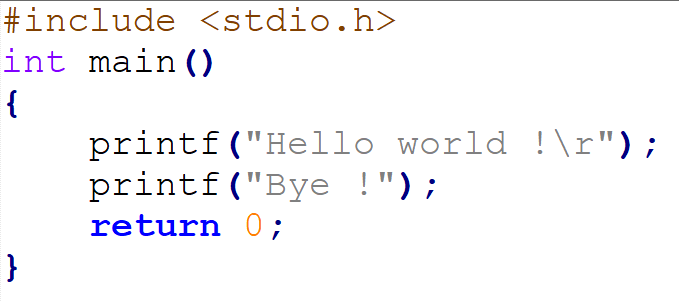 #include <stdio.h>
int main()
{
    printf("Hello world !\r");
    printf("Bye !");
    return 0;
}